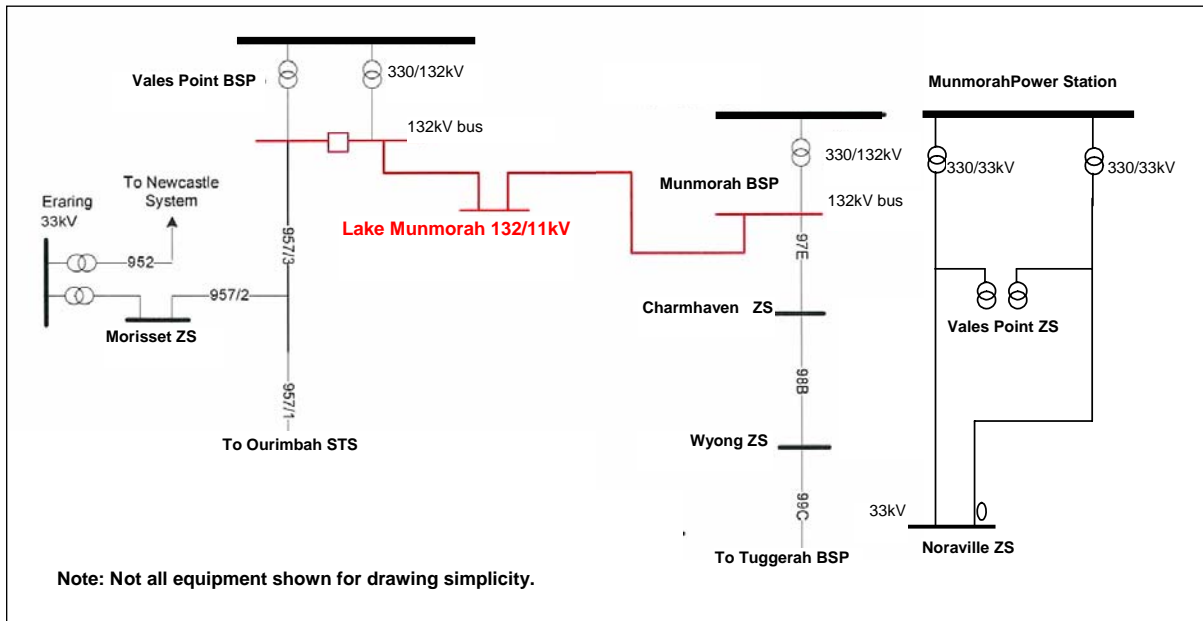 Vales Point BSP
330/132kV
132kV bus
MunmorahPower Station
330/132kV
330/33kV
330/33kV
Munmorah BSP
132kV bus
To Newcastle
System
Eraring
33kV
Lake Munmorah 132/11kV
952
957/3
957/2
97E
Morisset ZS
Charmhaven ZS
Vales Point ZS
957/1
98B
To Ourimbah STS
Wyong ZS
99C
33kV
Noraville ZS
To Tuggerah BSP
Note: Not all equipment shown for drawing simplicity.